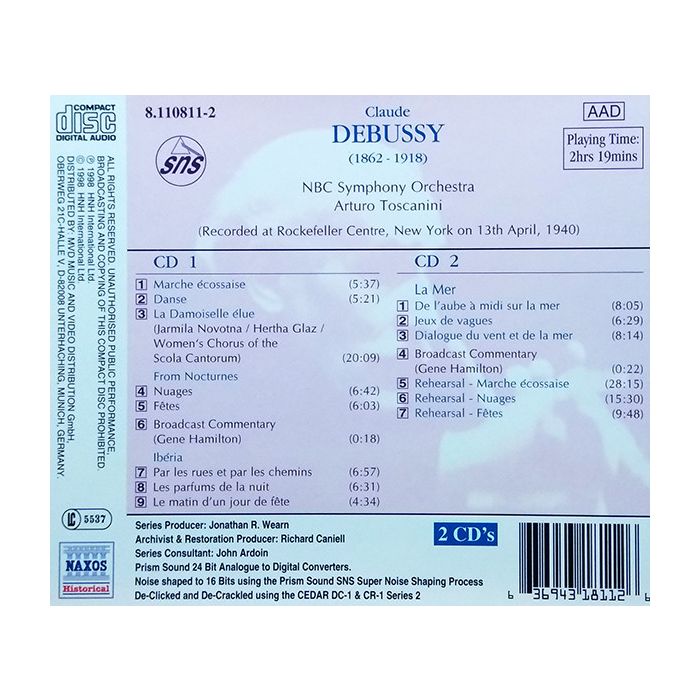 COMPACT
disc
DIGITAL AUDIO
8.110811-2
sns
Claude
DEBUSSY
(1862 - 1918)
NBC Symphony Orchestra
Arturo Toscanini
(Recorded at Rockefeller Centre, New York on 13th April, 1940)
AAD
Playing Time:
2hrs 19mins
ALL RIGHTS RESERVED. UNAUTHORISED PUBLIC PERFORMANCE,
BROADCASTING AND COPYING OF THIS COMPACT DISC PROHIBITED
℗ 1998 HNH International Ltd.
© 1998 HNH International Ltd.
DISTRIBUTED BY MVD MUSIC AND VIDEO DISTRIBUTION GmbH,
OBERWEG 21C-HALLE V, D-82008 UNTERHACHING, MUNICH, GERMANY.
CD 1
1 Marche écossaise (5:37)
2 Danse (5:21)
3 La Damoiselle élue
(Jarmila Novotna / Hertha Glaz /
Women's Chorus of the
Scola Cantorum) (20:09)
From Nocturnes
4 Nuages (6:42)
5 Fêtes (6:03)
6 Broadcast Commentary
(Gene Hamilton) (0:18)
Ibéria
7 Par les rues et par les chemins (6:57)
8 Les parfums de la nuit (6:31)
9 Le matin d'un jour de fête (4:34)
CD 2
La Mer
1 De l'aube à midi sur la mer (8:05)
2 Jeux de vagues (6:29)
3 Dialogue du vent et de la mer (8:14)
4 Broadcast Commentary
(Gene Hamilton) (0:22)
5 Rehearsal - Marche écossaise (28:15)
6 Rehearsal - Nuages (15:30)
7 Rehearsal - Fêtes (9:48)
LC 5537
NAXOS
Historical
Series Producer: Jonathan R. Wearn
Archivist & Restoration Producer: Richard Caniell
Series Consultant: John Ardoin
Prism Sound 24 Bit Analogue to Digital Converters.
Noise shaped to 16 Bits using the Prism Sound SNS Super Noise Shaping Process
De-Clicked and De-Crackled using the CEDAR DC-1 & CR-1 Series 2
2 CD's
6 36943 18112 6